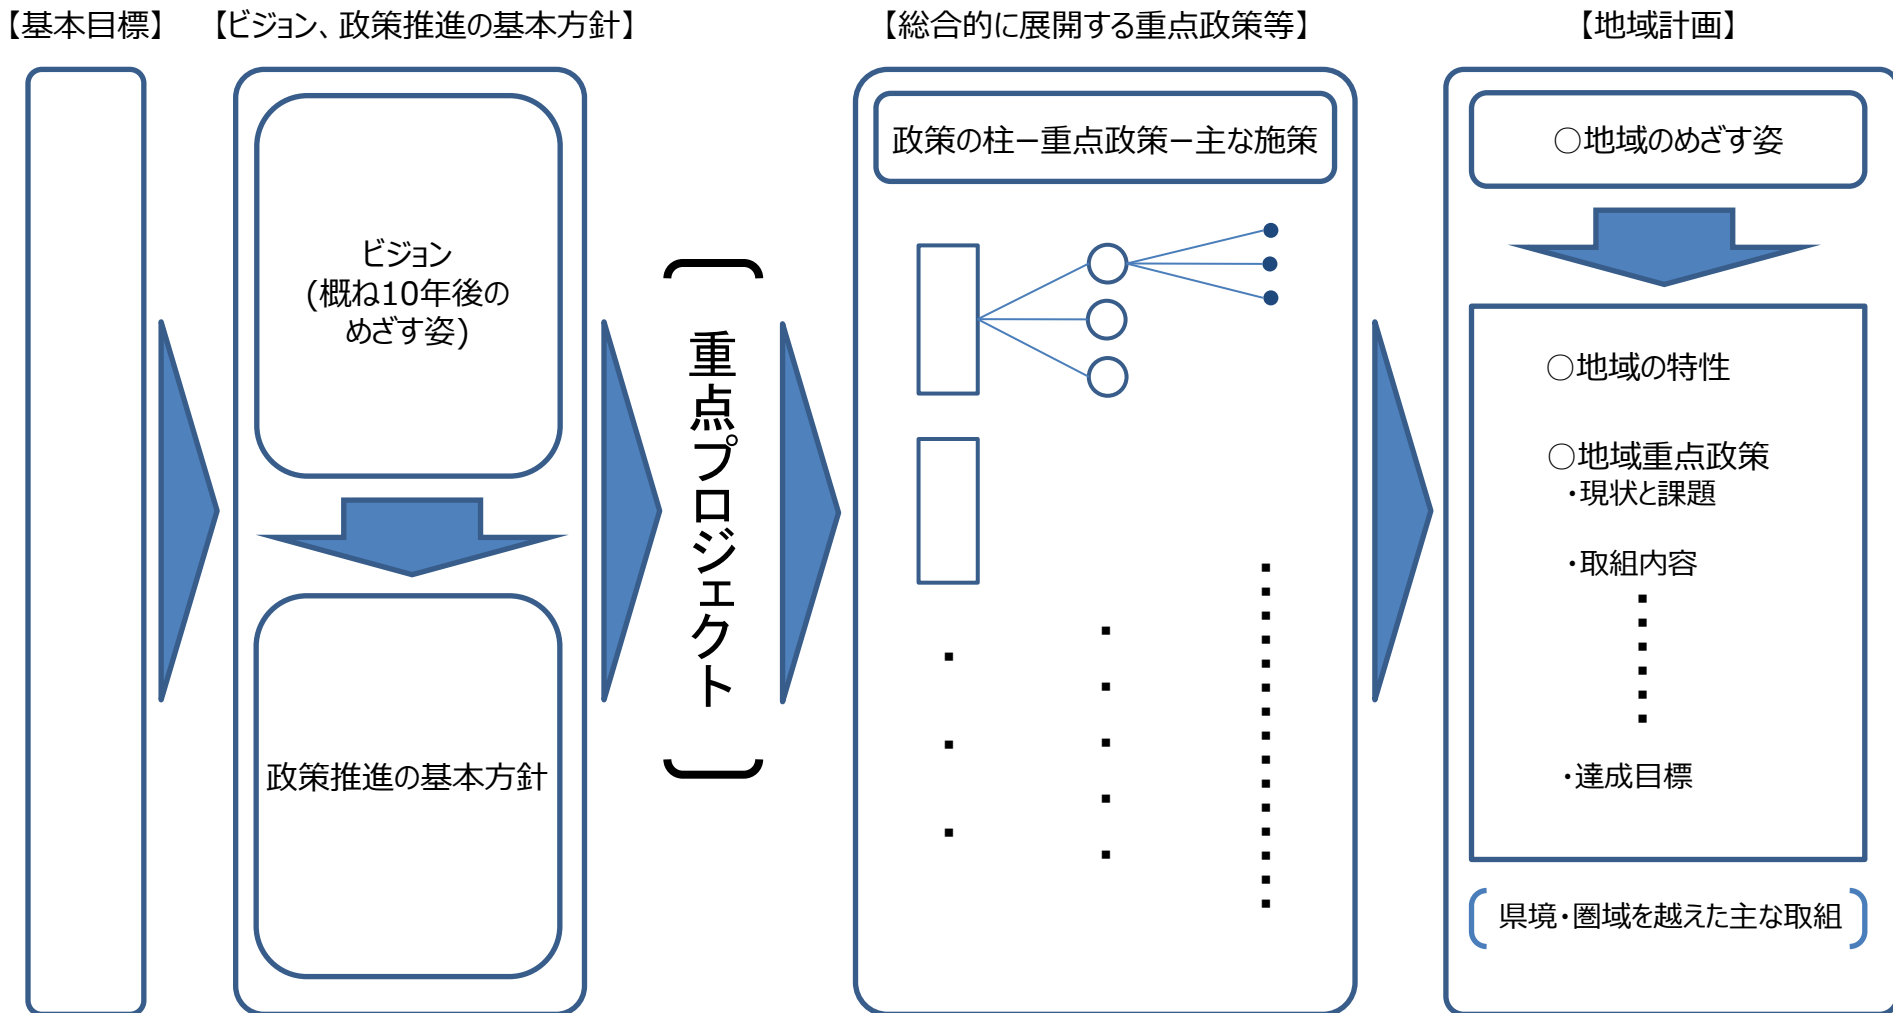 【基本目標】
【ビジョン、政策推進の基本方針】
【総合的に展開する重点政策等】
【地域計画】
ビジョン
(概ね10年後の
めざす姿)
政策推進の基本方針
重点プロジェクト
政策の柱－重点政策－主な施策
○地域のめざす姿
○地域の特性
○地域重点政策
・現状と課題
・取組内容
・達成目標
県境・圏域を越えた主な取組